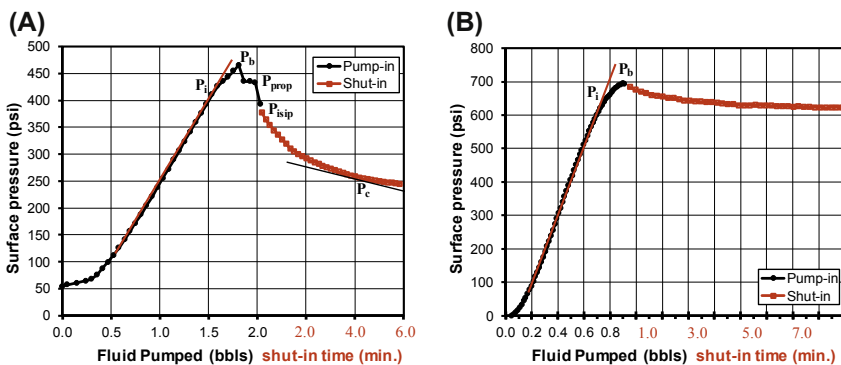 (A)
500
450
400
350
300
250
200
150
100
50
0
Surface pressure (psi)
Pi
Pb
Pprop
Pisip
Pc
Pump-in
Shut-in
0.0 0.5 1.0 1.5 2.0 2.0 4.0 6.0
Fluid Pumped (bbls) shut-in time (min.)
(B)
800
700
600
500
400
300
200
100
0
Surface pressure (psi)
Pi
Pb
Pump-in
Shut-in
0.0 0.2 0.4 0.6 0.8 1.0 3.0 5.0 7.0
Fluid Pumped (bbls) shut-in time (min.)